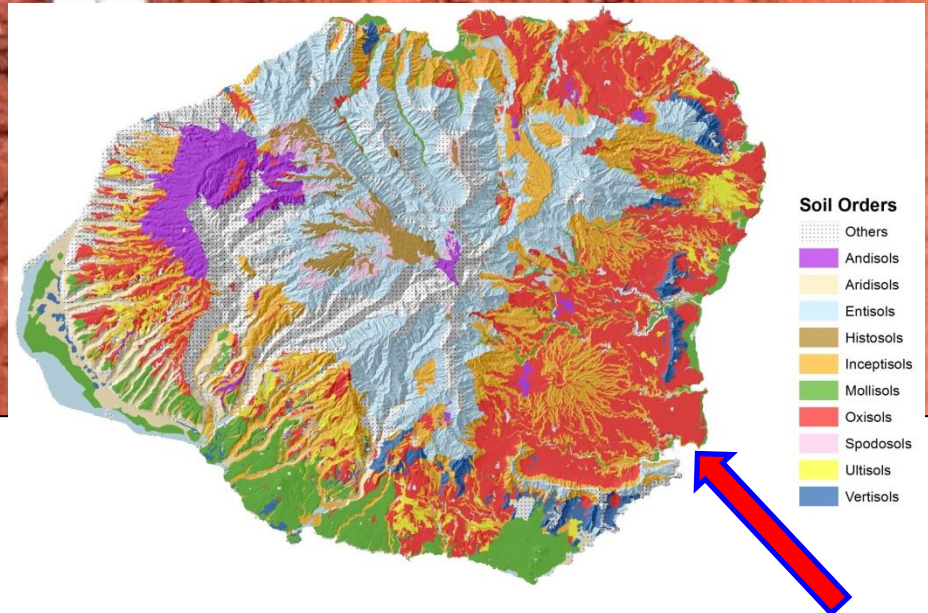 Soil Orders
Others
Andisols
Aridisols
Entisols
Histosols
Inceptisols
Mollisols
Oxisols
Spodosols
Ultisols
Vertisols